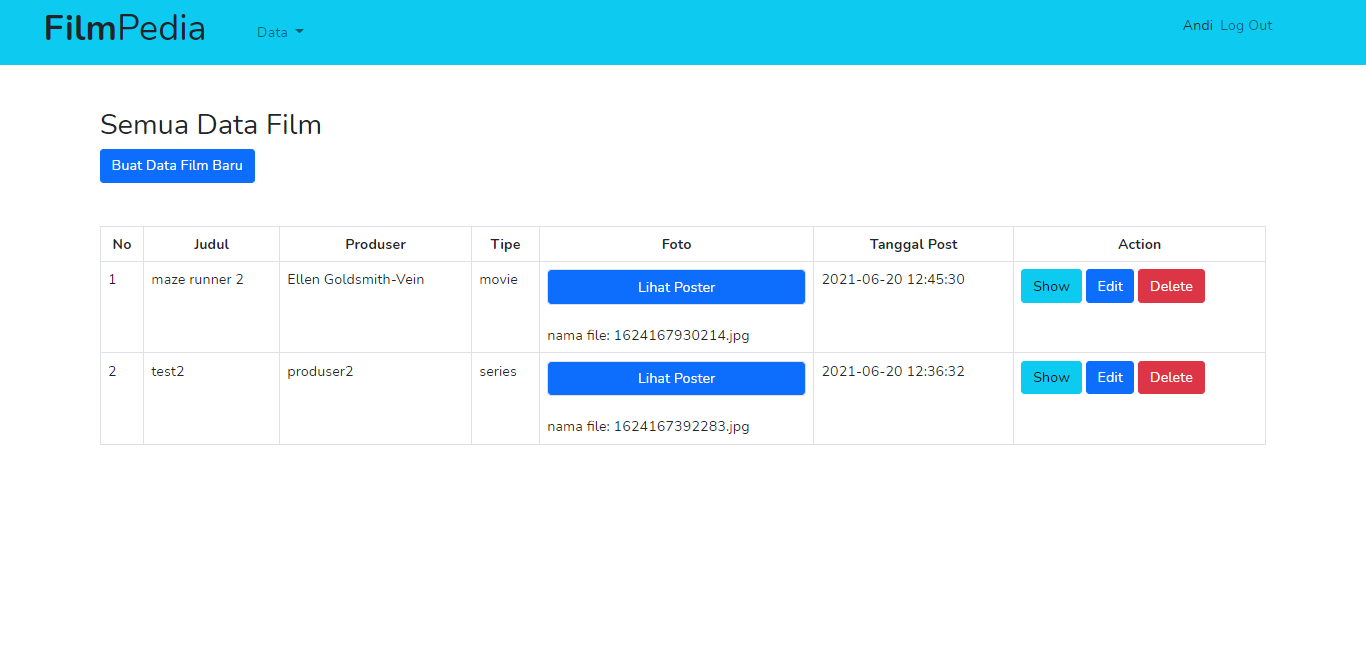 FilmPedia Data Andi Log Out
Semua Data Film
Buat Data Film Baru
No Judul Produser Tipe Foto Tanggal Post Action
1 maze runner 2 Ellen Goldsmith-Vein movie Lihat Poster 2021-06-20 12:45:30 Show Edit Delete
nama file: 1624167930214.jpg
2 test2 produser2 series Lihat Poster 2021-06-20 12:36:32 Show Edit Delete
nama file: 1624167392283.jpg